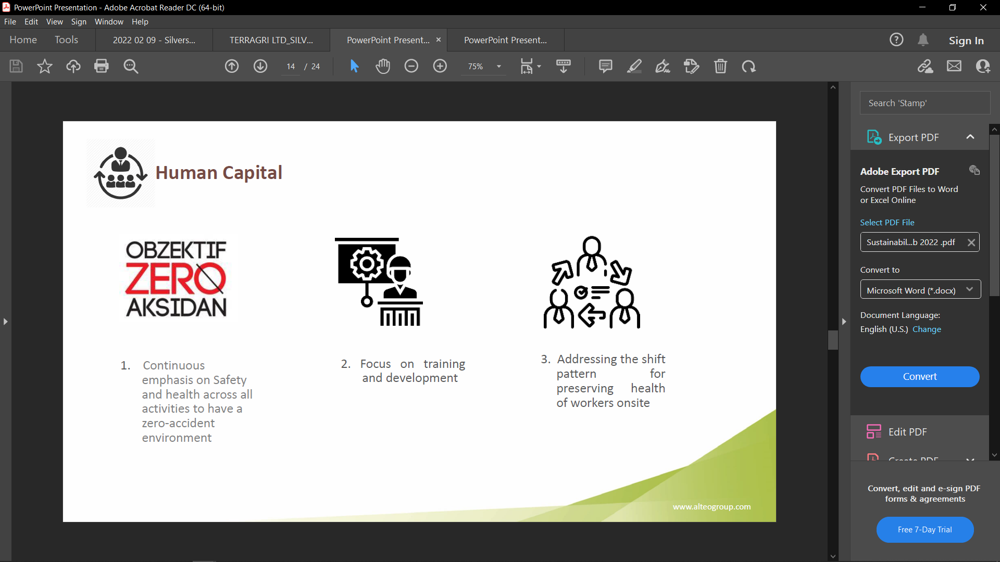 PowerPoint Presentation - Adobe Acrobat Reader DC (64-bit)
File Edit View Sign Window Help
Home Tools 2022 02 09 - Silvers... TERRAGRI LTD_SILV... PowerPoint Present... PowerPoint Present... Sign In
14 / 24 75%
Search 'Stamp'
Export PDF
Adobe Export PDF
Convert PDF Files to Word
or Excel Online
Select PDF File
Sustainabil...b 2022 .pdf
Convert to
Microsoft Word (*.docx)
Document Language:
English (U.S.) Change
Convert
Edit PDF
Create PDF
Convert, edit and e-sign PDF
forms & agreements
Free 7-Day Trial
Human Capital
OBZEKTIF
ZERO
AKSIDAN
1. Continuous
emphasis on Safety
and health across all
activities to have a
zero-accident
environment
2. Focus on training
and development
3. Addressing the shift
pattern for
preserving health
of workers onsite
www.alteogroup.com